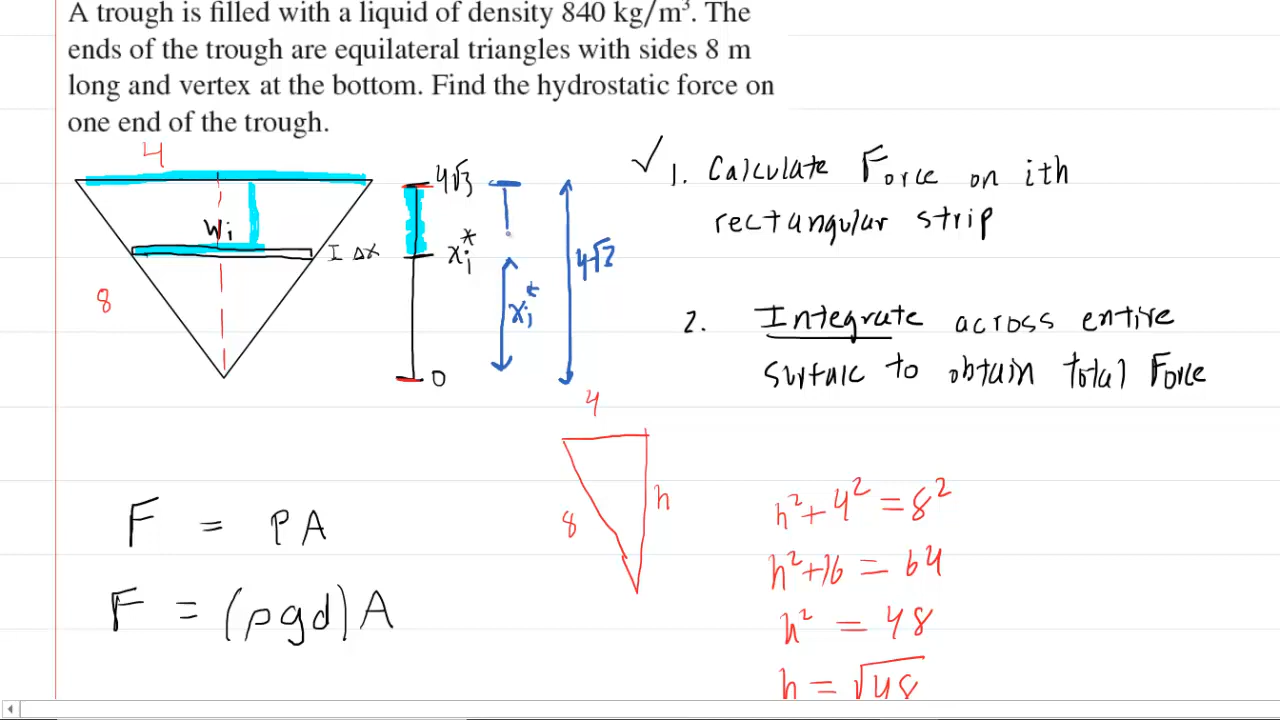 A trough is filled with a liquid of density 840 kg/m³. The
ends of the trough are equilateral triangles with sides 8 m
long and vertex at the bottom. Find the hydrostatic force on
one end of the trough.
4
4√3
✓ 1. Calculate Force on ith
rectangular strip
wᵢ
Δx
xᵢ*
4√3
8
xᵢ*
0
2. Integrate across entire
surface to obtain total Force
4
8
h
h² + 4² = 8²
h² + 16 = 64
h² = 48
h = √48
F = PA
F = (ρgd)A